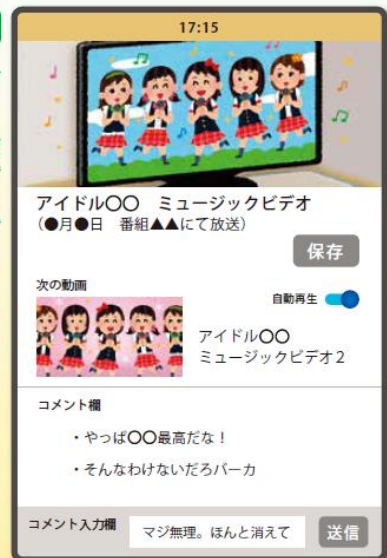 17:15
アイドル〇〇　ミュージックビデオ
（●月●日　番組▲▲にて放送）
保存
次の動画
自動再生
アイドル〇〇
ミュージックビデオ２
コメント欄
・やっぱ〇〇最高だな！
・そんなわけないだろバーカ
コメント入力欄
マジ無理。ほんと消えて
送信